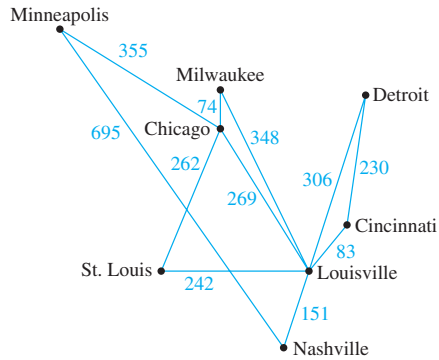 Minneapolis
355
Milwaukee
74
Detroit
Chicago
695
348
262
306
230
269
Cincinnati
83
St. Louis
242
Louisville
151
Nashville